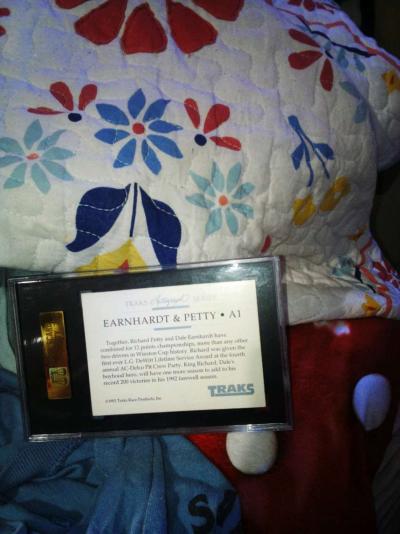 TRAKS Autograph SERIES
EARNHARDT & PETTY • A1
Together, Richard Petty and Dale Earnhardt have
combined for 12 points championships, more than any other
two drivers in Winston Cup history. Richard was given the
first ever L.G. DeWitt Lifetime Service Award at the fourth
annual AC-Delco Pit Crew Party. King Richard, Dale's
boyhood hero, will have one more season to add to his
record 200 victories in his 1992 farewell season.
TRAKS
©1992 Traks Race Products, Inc.